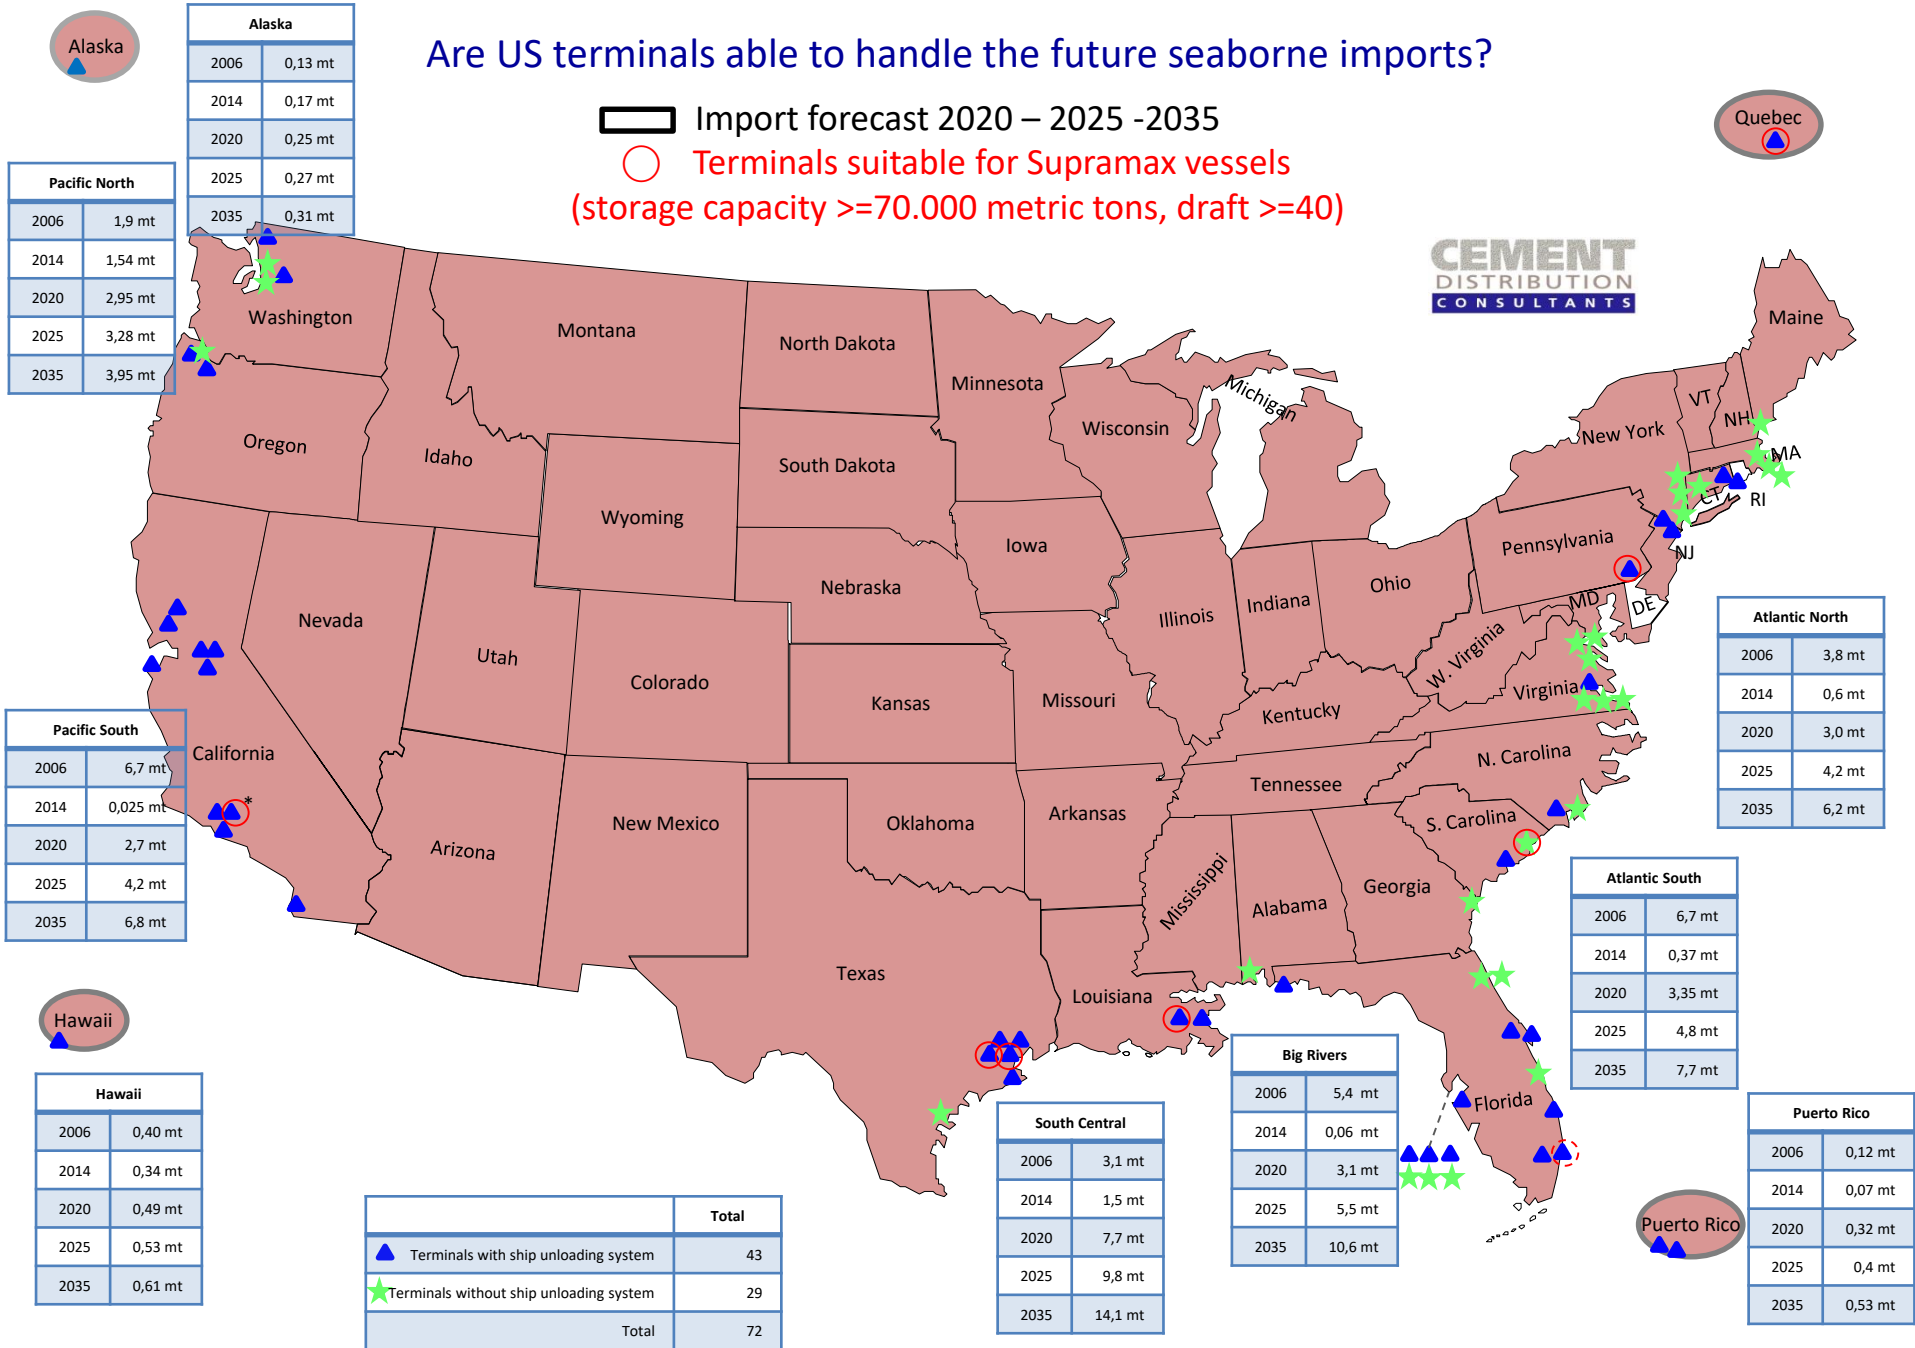 Are US terminals able to handle the future seaborne imports?
Import forecast 2020 – 2025 -2035
Terminals suitable for Supramax vessels
(storage capacity >=70.000 metric tons, draft >=40)
CEMENT
DISTRIBUTION
CONSULTANTS
Alaska
Quebec
Alaska
2006 0,13 mt
2014 0,17 mt
2020 0,25 mt
2025 0,27 mt
2035 0,31 mt
Pacific North
2006 1,9 mt
2014 1,54 mt
2020 2,95 mt
2025 3,28 mt
2035 3,95 mt
Washington
Montana
North Dakota
Minnesota
Michigan
Maine
Oregon
Idaho
South Dakota
Wisconsin
New York
VT
NH
MA
Wyoming
Iowa
CT
RI
Pennsylvania
NJ
Nevada
Utah
Colorado
Nebraska
Illinois
Indiana
Ohio
MD
DE
W. Virginia
Virginia
Kansas
Missouri
Kentucky
Atlantic North
2006 3,8 mt
2014 0,6 mt
2020 3,0 mt
2025 4,2 mt
2035 6,2 mt
Pacific South
2006 6,7 mt
2014 0,025 mt
2020 2,7 mt
2025 4,2 mt
2035 6,8 mt
California
*
Arizona
New Mexico
Oklahoma
Arkansas
Tennessee
N. Carolina
S. Carolina
Mississippi
Alabama
Georgia
Texas
Louisiana
Florida
Atlantic South
2006 6,7 mt
2014 0,37 mt
2020 3,35 mt
2025 4,8 mt
2035 7,7 mt
Hawaii
Hawaii
2006 0,40 mt
2014 0,34 mt
2020 0,49 mt
2025 0,53 mt
2035 0,61 mt
Big Rivers
2006 5,4 mt
2014 0,06 mt
2020 3,1 mt
2025 5,5 mt
2035 10,6 mt
South Central
2006 3,1 mt
2014 1,5 mt
2020 7,7 mt
2025 9,8 mt
2035 14,1 mt
Puerto Rico
Puerto Rico
2006 0,12 mt
2014 0,07 mt
2020 0,32 mt
2025 0,4 mt
2035 0,53 mt
Total
Terminals with ship unloading system 43
Terminals without ship unloading system 29
Total 72